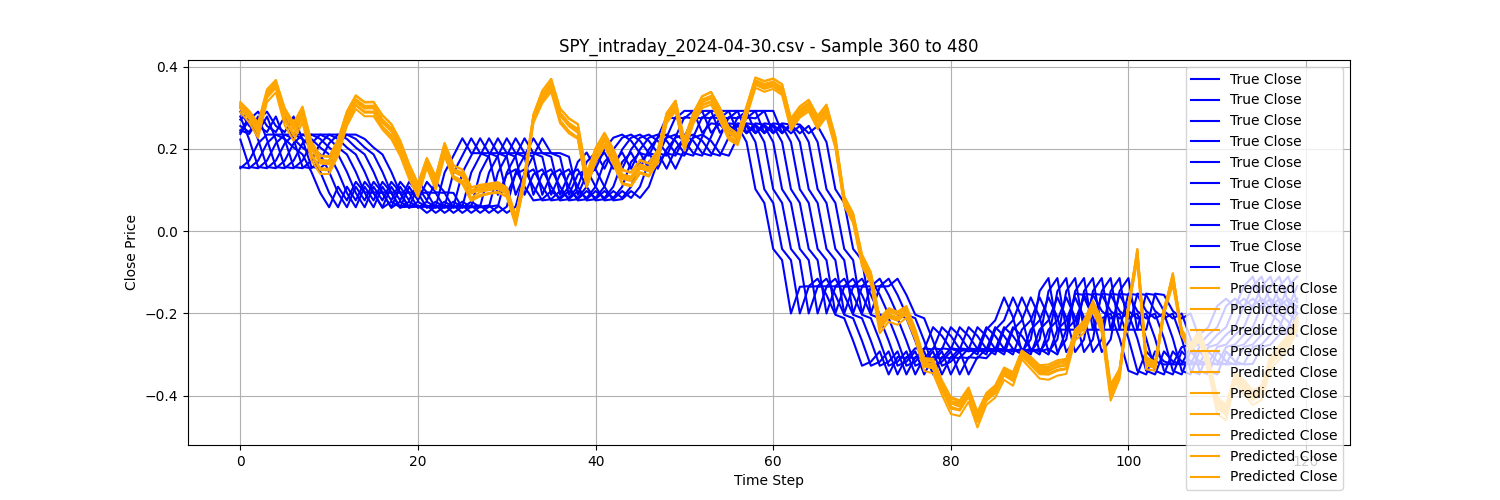 SPY_intraday_2024-04-30.csv - Sample 360 to 480
Close Price
0.4
0.2
0.0
−0.2
−0.4
0
20
40
60
80
100
120
Time Step
True Close
True Close
True Close
True Close
True Close
True Close
True Close
True Close
True Close
True Close
Predicted Close
Predicted Close
Predicted Close
Predicted Close
Predicted Close
Predicted Close
Predicted Close
Predicted Close
Predicted Close
Predicted Close